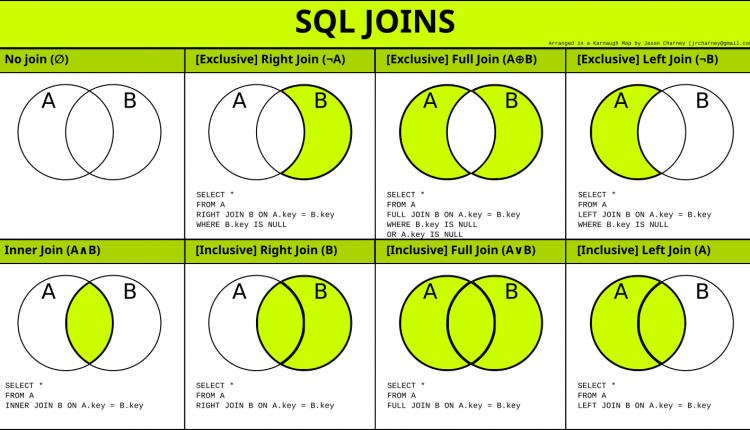 SQL JOINS
Arranged in a Karnaugh Map by Jason Charney (jrcharney@gmail.com
No join (∅)
A B
[Exclusive] Right Join (¬A)
A B
SELECT *
FROM A
RIGHT JOIN B ON A.key = B.key
WHERE B.key IS NULL
[Exclusive] Full Join (A⊕B)
A B
SELECT *
FROM A
FULL JOIN B ON A.key = B.key
WHERE B.key IS NULL
OR A.key IS NULL
[Exclusive] Left Join (¬B)
A B
SELECT *
FROM A
LEFT JOIN B ON A.key = B.key
WHERE B.key IS NULL
Inner Join (A∧B)
A B
SELECT *
FROM A
INNER JOIN B ON A.key = B.key
[Inclusive] Right Join (B)
A B
SELECT *
FROM A
RIGHT JOIN B ON A.key = B.key
[Inclusive] Full Join (A∨B)
A B
SELECT *
FROM A
FULL JOIN B ON A.key = B.key
[Inclusive] Left Join (A)
A B
SELECT *
FROM A
LEFT JOIN B ON A.key = B.key